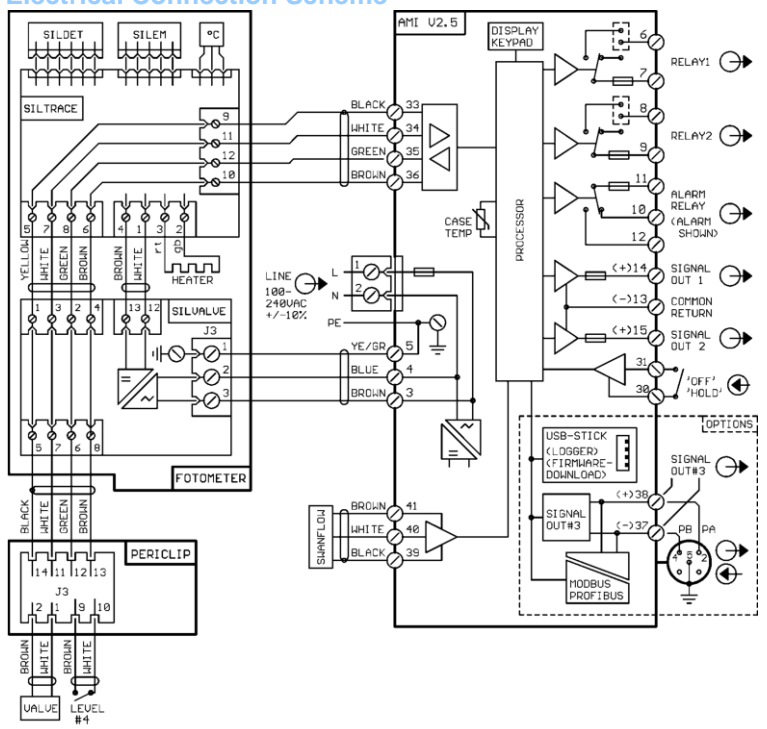 Electrical Connection Scheme
SILDET
SILEM
°C
SILTRACE
9
11
12
10
5 7 8 6
4 1 3 2
YELLOW
WHITE
GREEN
BROWN
BROWN
WHITE
rt
gb
HEATER
1 3 2 4
13 12
SILVALVE
J3
1
2
3
5 7 6 8
FOTOMETER
BLACK
WHITE
GREEN
BROWN
PERICLIP
14 11 12 13
J3
2 1 9 10
BROWN
WHITE
BROWN
WHITE
VALVE
LEVEL
#4
AMI V2.5
BLACK 33
WHITE 34
GREEN 35
BROWN 36
LINE
100-
240VAC
+/-10%
L 1
N 2
PE
YE/GR 5
BLUE 4
BROWN 3
SWANFLOW
BROWN 41
WHITE 40
BLACK 39
DISPLAY
KEYPAD
PROCESSOR
CASE
TEMP
6
7
RELAY1
8
9
RELAY2
11
10
12
ALARM
RELAY
(ALARM
SHOWN)
(+)14
SIGNAL
OUT 1
(-)13
COMMON
RETURN
(+)15
SIGNAL
OUT 2
31
30
'OFF'
'HOLD'
OPTIONS
USB-STICK
(LOGGER)
(FIRMWARE-
DOWNLOAD)
SIGNAL
OUT#3
(+)38
(-)37
SIGNAL
OUT#3
PB PA
4 2
MODBUS
PROFIBUS